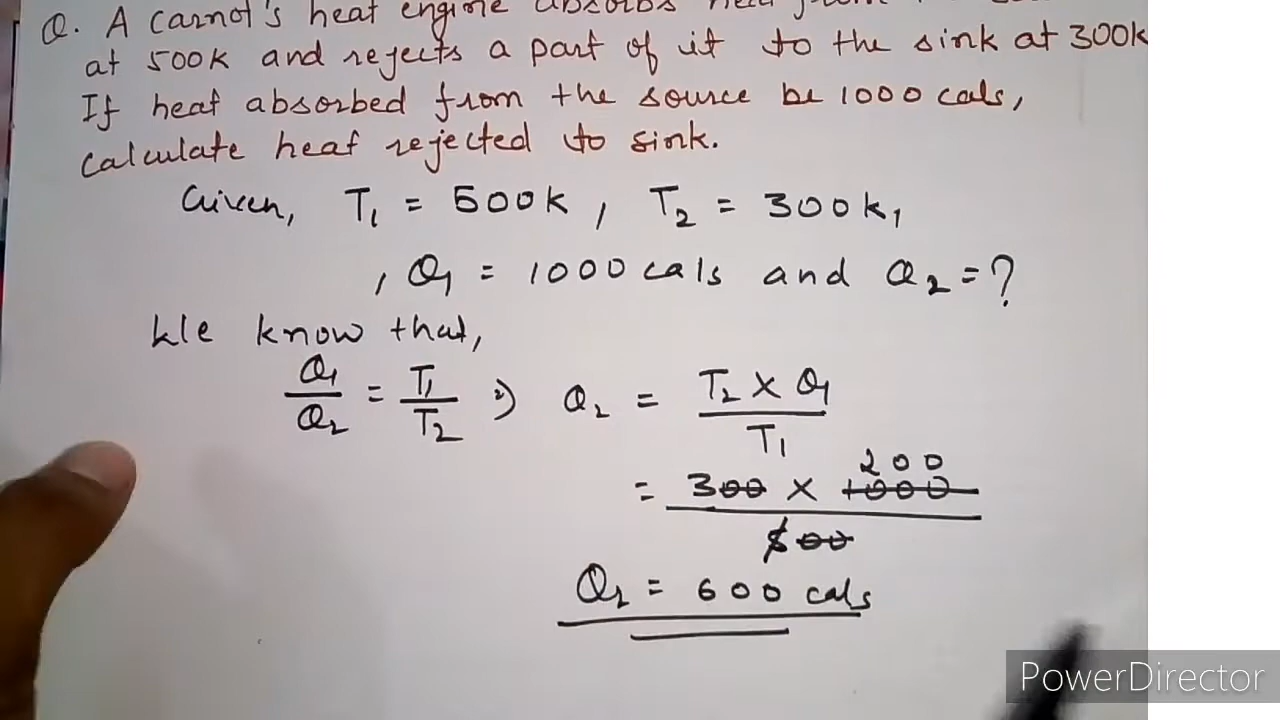 Q. A Carnot's heat engine absorbs heat from
at 500K and rejects a part of it to the sink at 300k
If heat absorbed from the source be 1000 cals,
calculate heat rejected to sink.
Given, T₁ = 500k, T₂ = 300k,
, Q₁ = 1000 cals and Q₂ = ?
We know that,
Q₁/Q₂ = T₁/T₂ ⇒ Q₂ = T₂ × Q₁ / T₁
= 300 × 1000 / 500
200
Q₂ = 600 cals
PowerDirector